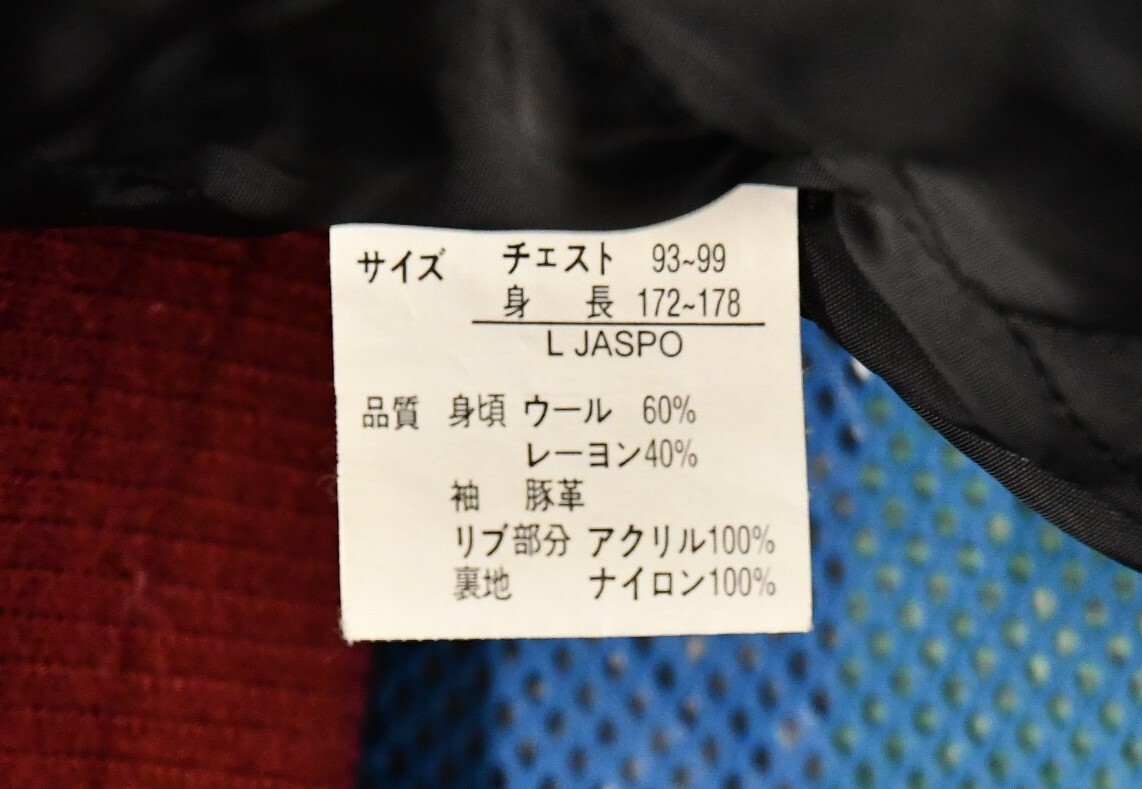 サイズ チェスト 93~99
身長 172~178
L JASPO
品質 身頃 ウール 60%
レーヨン40%
袖 豚革
リブ部分 アクリル100%
裏地 ナイロン100%